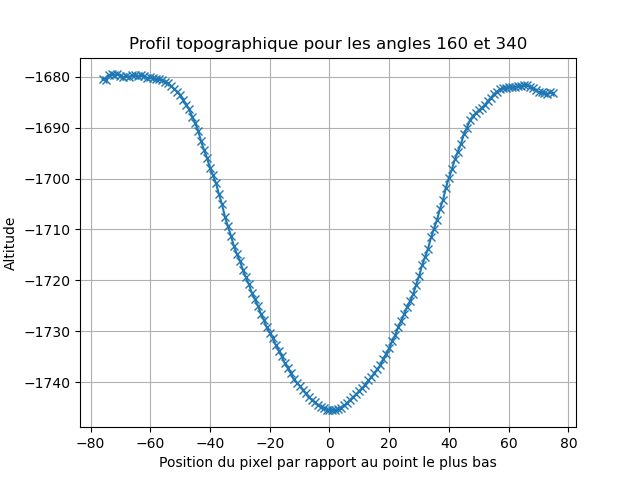 Profil topographique pour les angles 160 et 340
Altitude
−1680
−1690
−1700
−1710
−1720
−1730
−1740
−80 −60 −40 −20 0 20 40 60 80
Position du pixel par rapport au point le plus bas